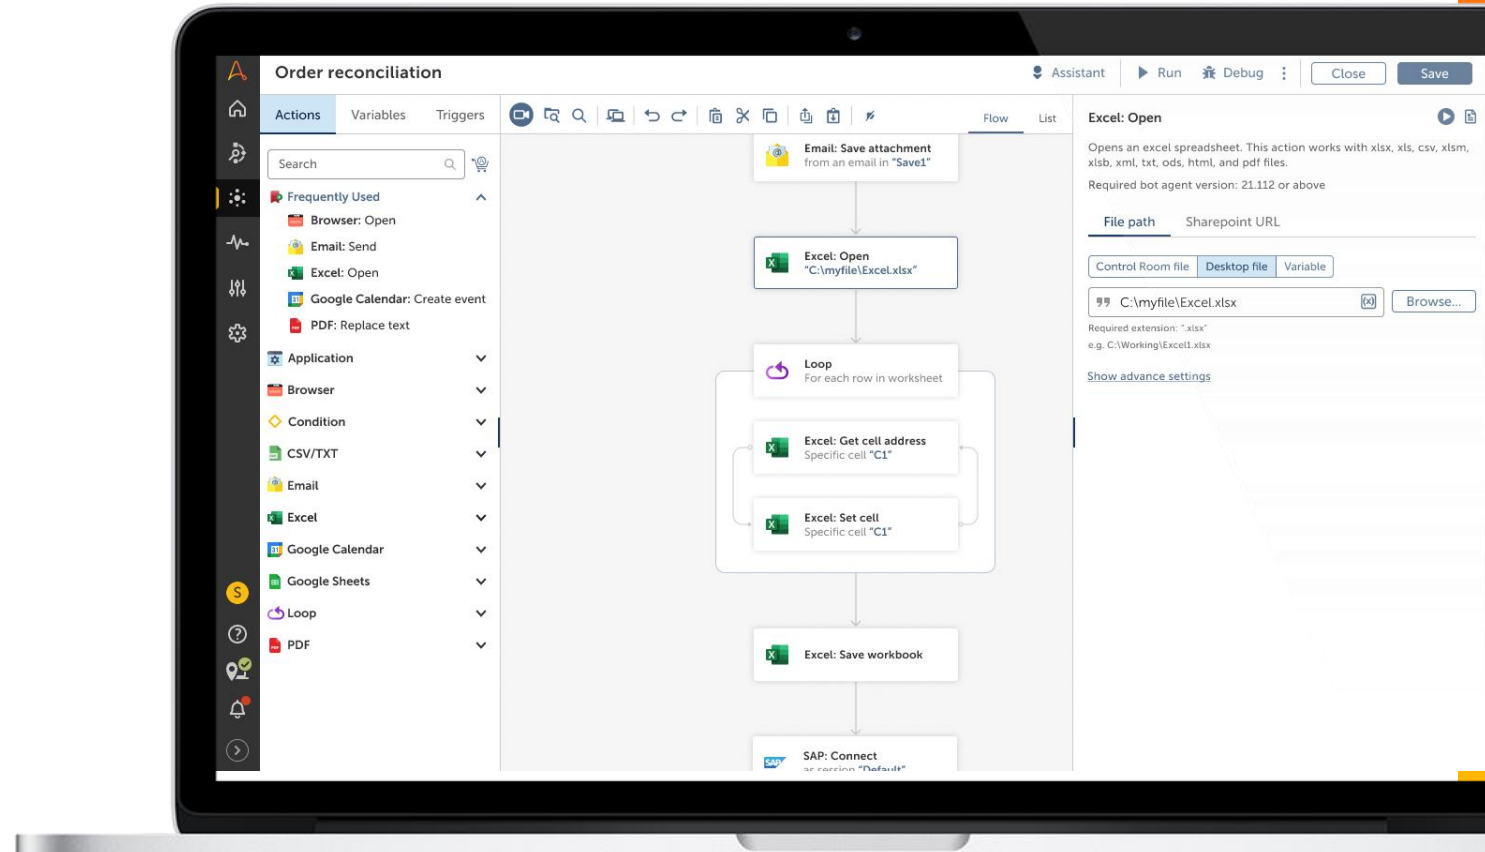 Order reconciliation
Assistant
Run
Debug
Close
Save
Actions
Variables
Triggers
Search
Frequently Used
Browser: Open
Email: Send
Excel: Open
Google Calendar: Create event
PDF: Replace text
Application
Browser
Condition
CSV/TXT
Email
Excel
Google Calendar
Google Sheets
Loop
PDF
S
Flow
List
Email: Save attachment
from an email in "Save1"
Excel: Open
"C:\myfile\Excel.xlsx"
Loop
For each row in worksheet
Excel: Get cell address
Specific cell "C1"
Excel: Set cell
Specific cell "C1"
Excel: Save workbook
SAP
SAP: Connect
as session "Default"
Excel: Open
Opens an excel spreadsheet. This action works with xlsx, xls, csv, xlsm,
xlsb, xml, txt, ods, html, and pdf files.
Required bot agent version: 21.112 or above
File path
Sharepoint URL
Control Room file
Desktop file
Variable
C:\myfile\Excel.xlsx
(x)
Browse...
Required extension: ".xlsx"
e.g. C:\Working\Excel1.xlsx
Show advance settings